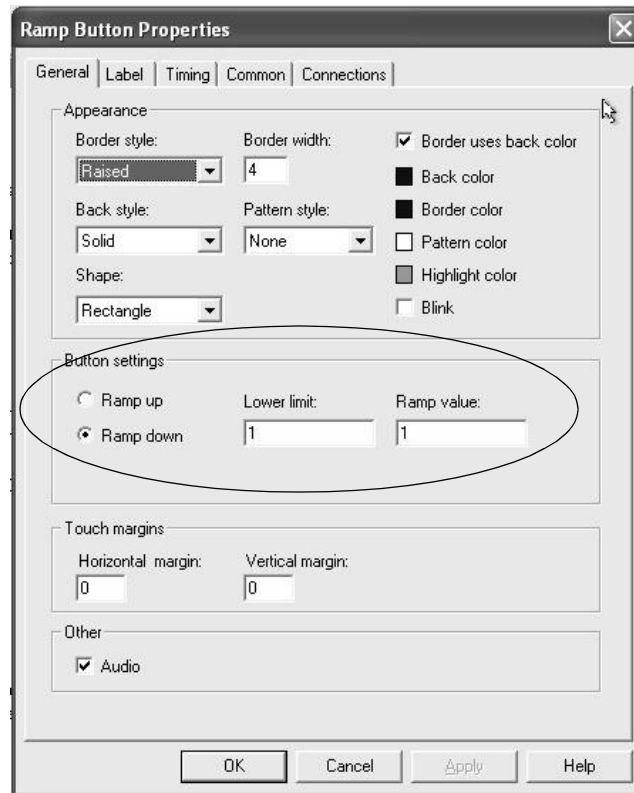 Ramp Button Properties
General Label Timing Common Connections
Appearance
Border style: Border width: Border uses back color
Raised 4 Back color
Back style: Pattern style: Border color
Solid None Pattern color
Shape: Highlight color
Rectangle Blink
Button settings
Ramp up Lower limit: Ramp value:
Ramp down 1 1
Touch margins
Horizontal margin: Vertical margin:
0 0
Other
Audio
OK Cancel Apply Help